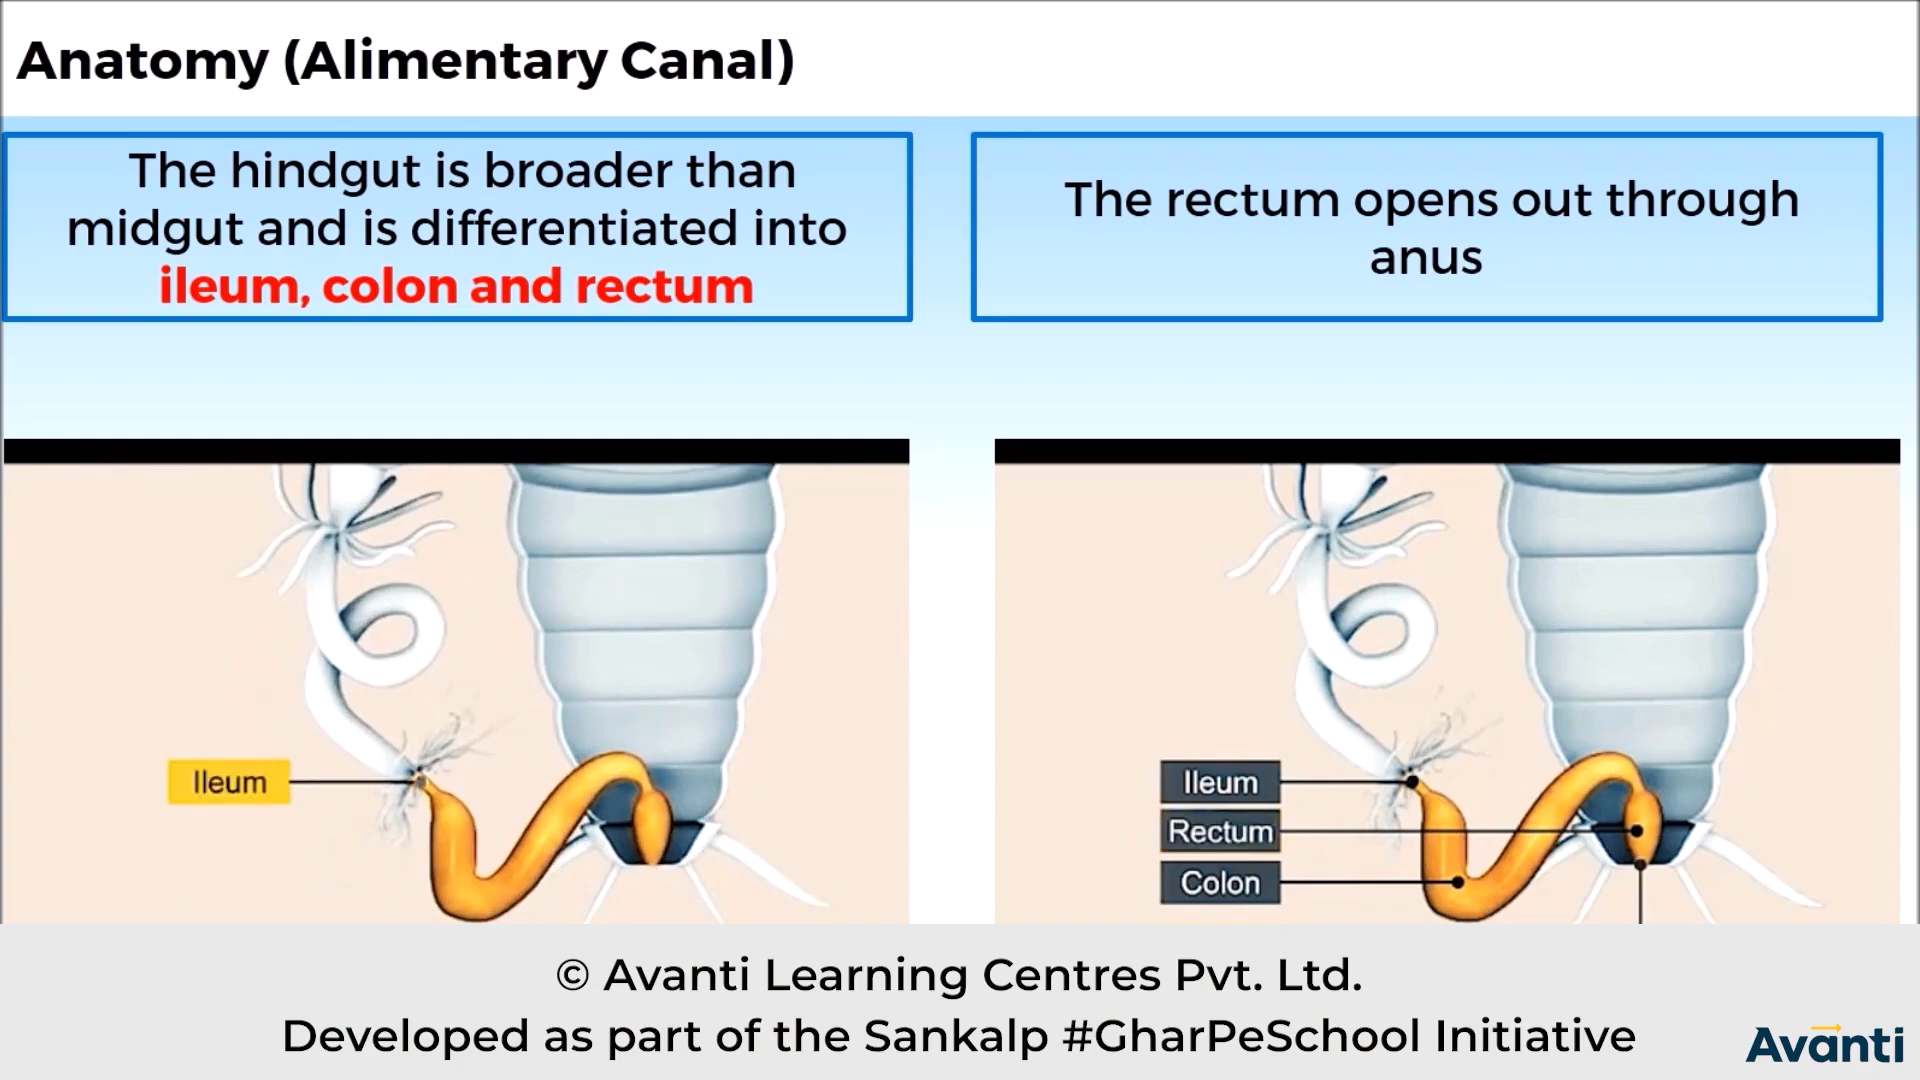 Anatomy (Alimentary Canal)
The hindgut is broader than
midgut and is differentiated into
ileum, colon and rectum
The rectum opens out through
anus
Ileum
Ileum
Rectum
Colon
© Avanti Learning Centres Pvt. Ltd.
Developed as part of the Sankalp #GharPeSchool Initiative
Avanti